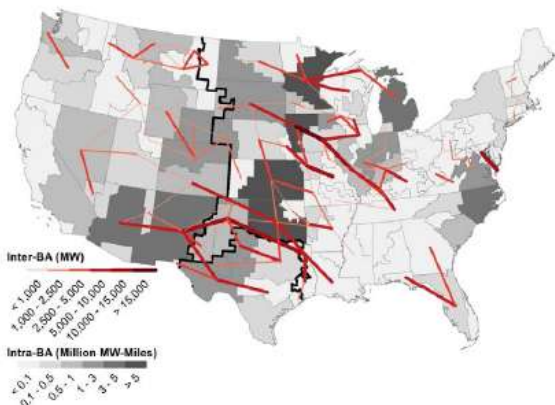 Inter-BA (MW)
< 1,000
1,000 - 2,500
2,500 - 5,000
5,000 - 10,000
10,000 - 15,000
> 15,000
Intra-BA (Million MW-Miles)
< 0.1
0.1 - 0.5
0.5 - 1
1 - 3
3 - 5
> 5